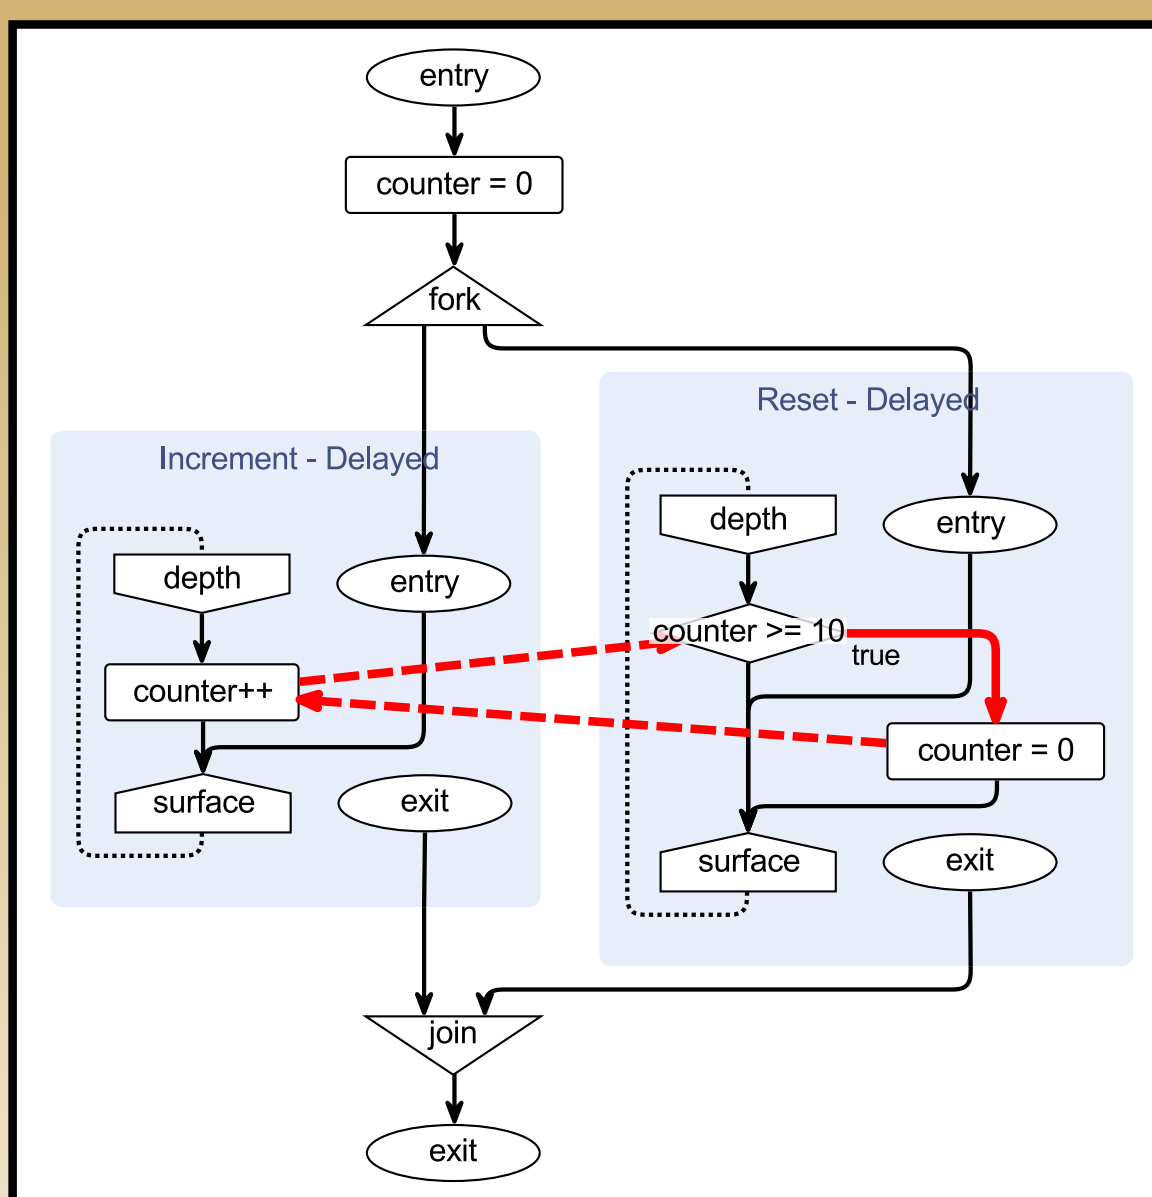 entry
counter = 0
fork
Reset - Delayed
Increment - Delayed
depth
entry
depth
entry
counter >= 10
true
counter++
counter = 0
surface
exit
surface
exit
join
exit